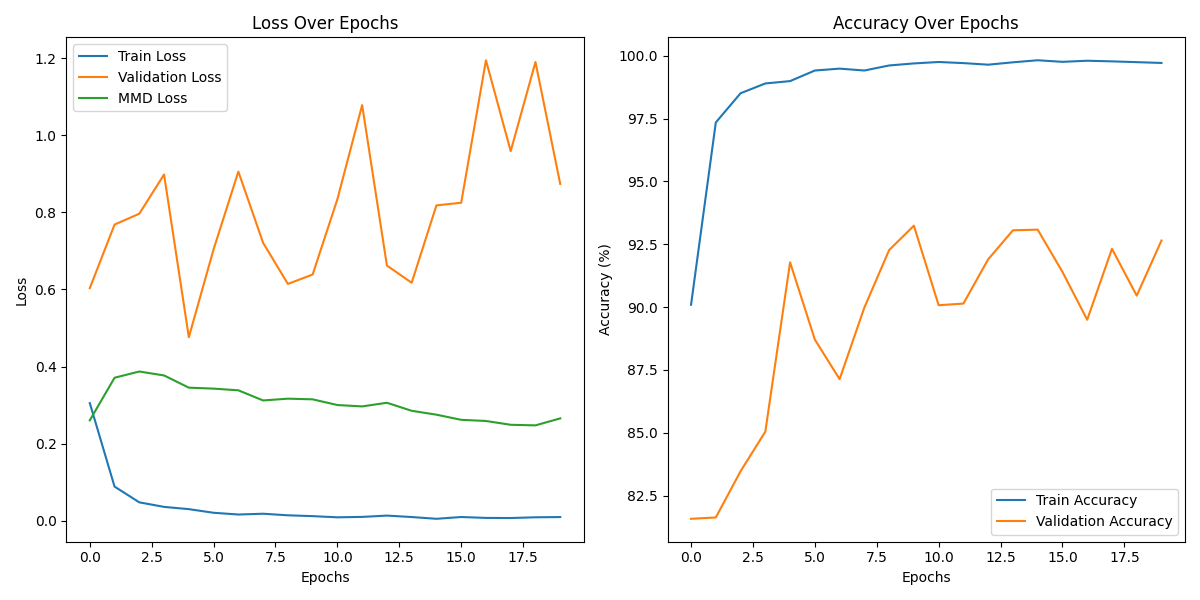 Loss Over Epochs
Train Loss
Validation Loss
MMD Loss
1.2
1.0
0.8
0.6
0.4
0.2
0.0
Loss
0.0 2.5 5.0 7.5 10.0 12.5 15.0 17.5
Epochs
Accuracy Over Epochs
100.0
97.5
95.0
92.5
90.0
87.5
85.0
82.5
Accuracy (%)
Train Accuracy
Validation Accuracy
0.0 2.5 5.0 7.5 10.0 12.5 15.0 17.5
Epochs